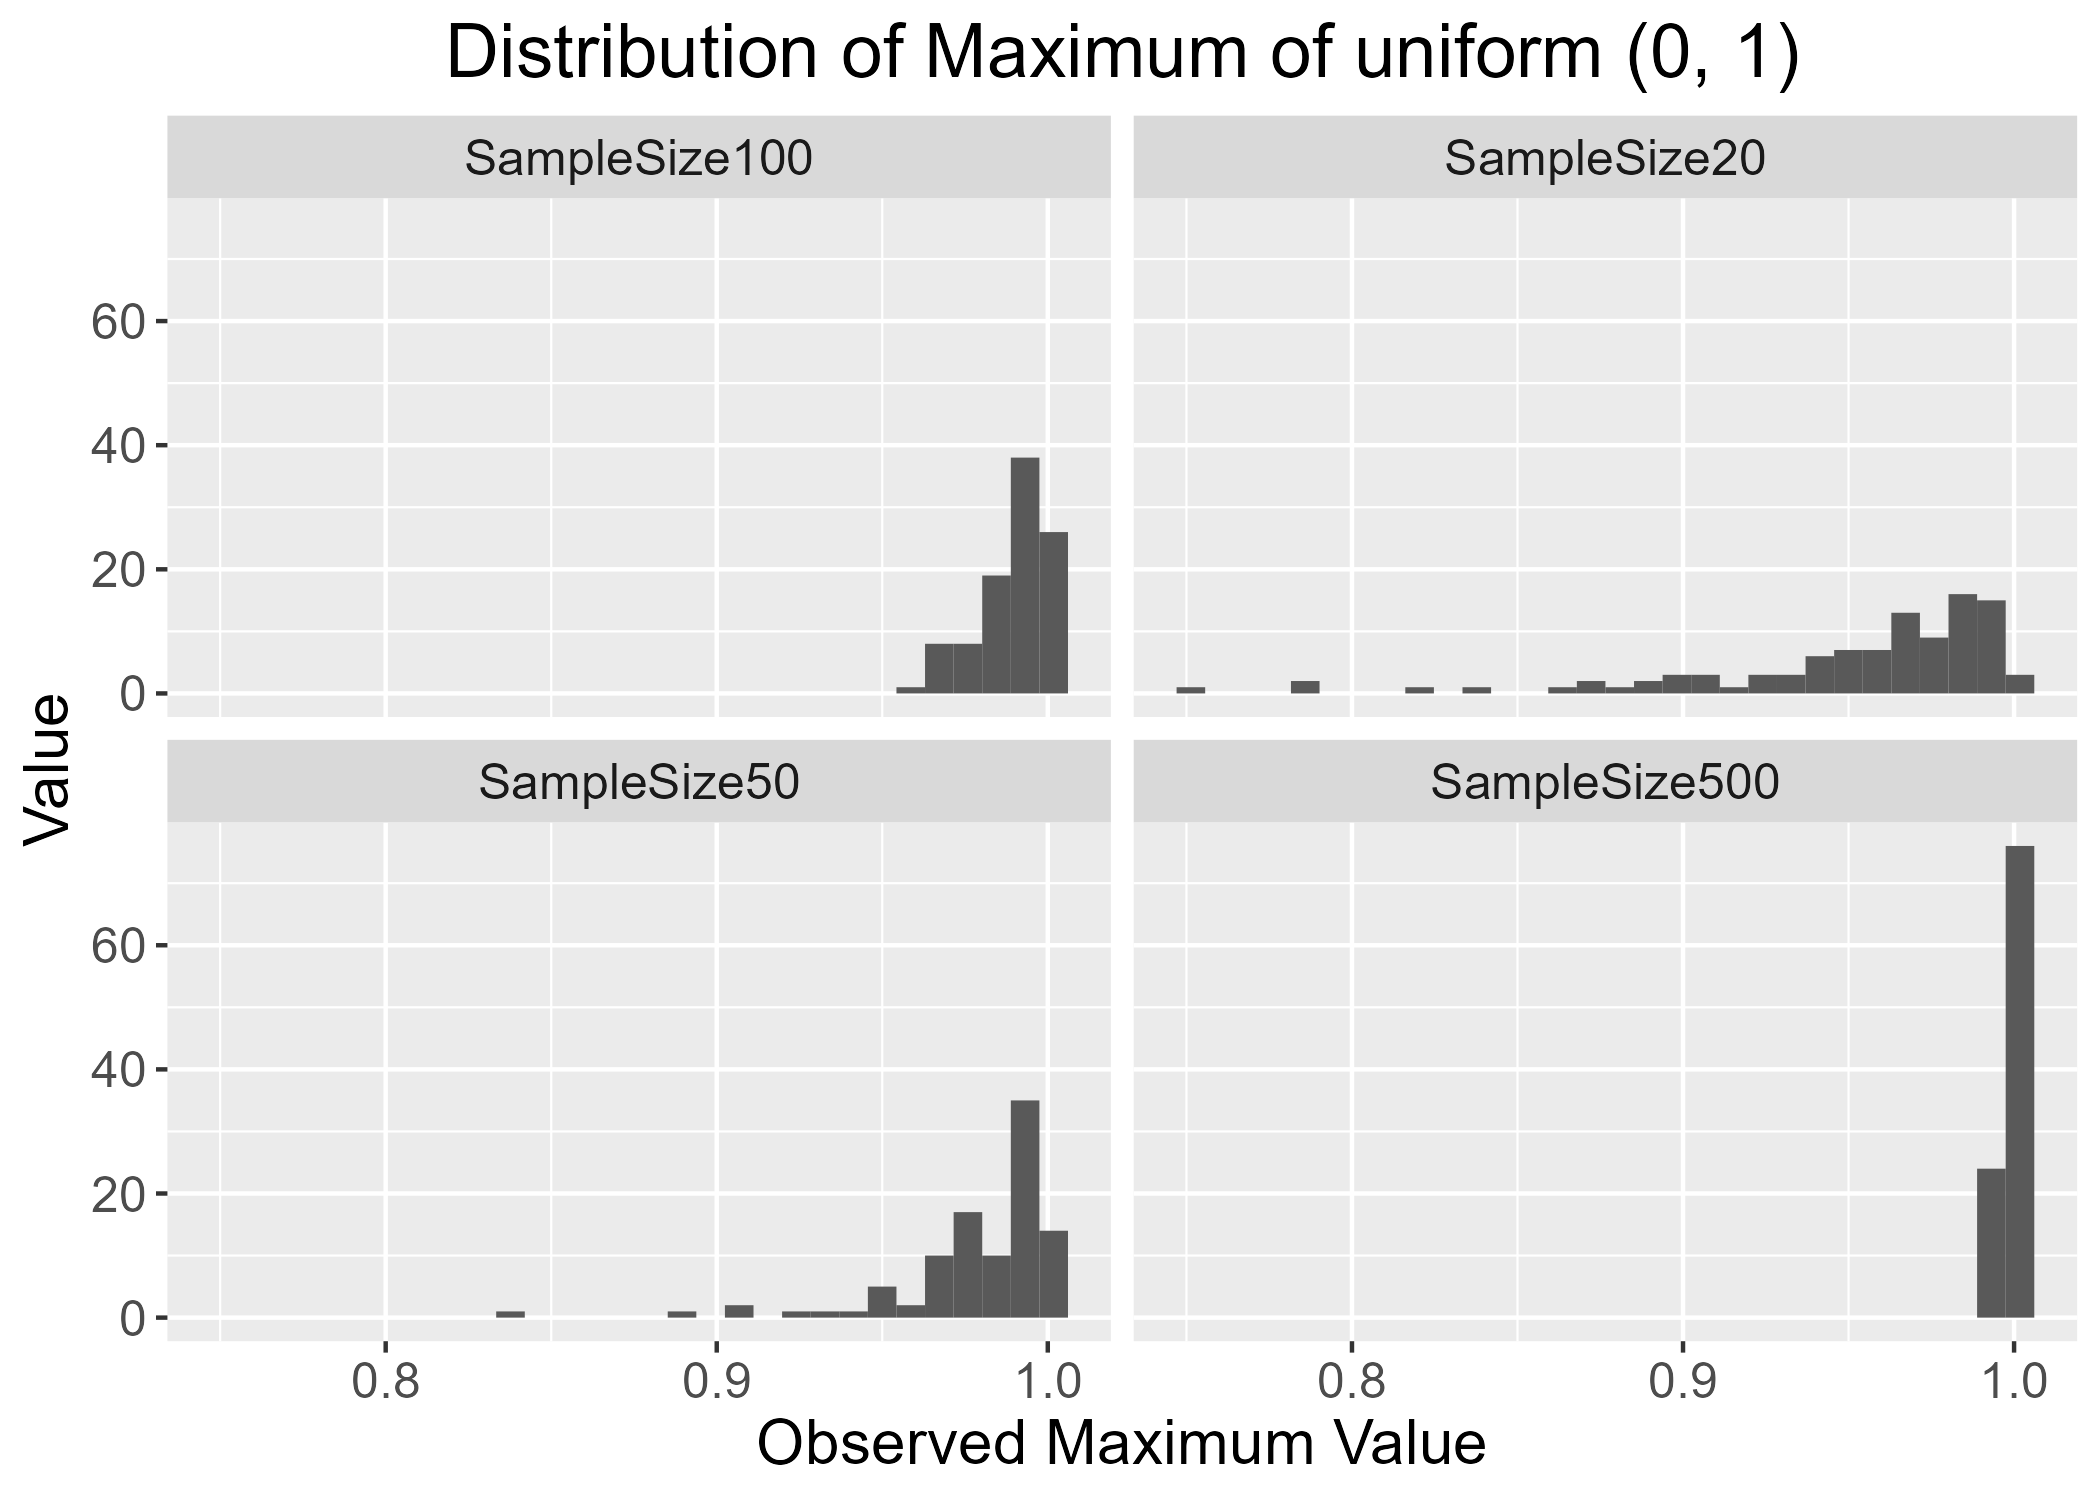 Distribution of Maximum of uniform (0, 1)
SampleSize100
SampleSize20
60
40
20
0
Value
SampleSize50
SampleSize500
60
40
20
0
0.8
0.9
1.0
0.8
0.9
1.0
Observed Maximum Value